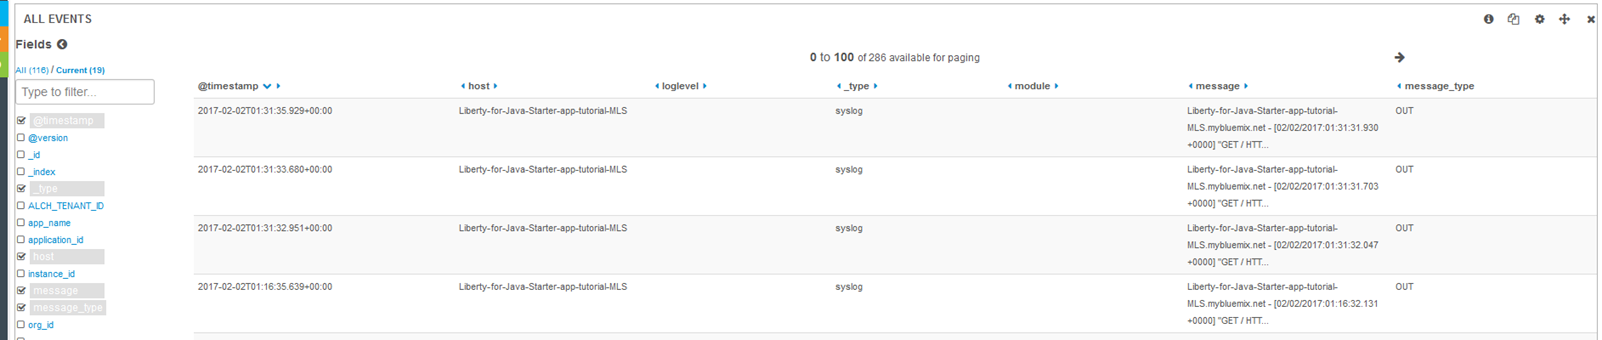 ALL EVENTS
Fields
All (116) / Current (19)
Type to filter...
@timestamp
@version
_id
_index
_type
ALCH_TENANT_ID
app_name
application_id
host
instance_id
message
message_type
org_id
0 to 100 of 286 available for paging
@timestamp host loglevel _type module message message_type
2017-02-02T01:31:35.929+00:00 Liberty-for-Java-Starter-app-tutorial-MLS syslog Liberty-for-Java-Starter-app-tutorial- OUT
MLS.mybluemix.net - [02/02/2017:01:31:31.930
+0000] "GET / HTT...
2017-02-02T01:31:33.680+00:00 Liberty-for-Java-Starter-app-tutorial-MLS syslog Liberty-for-Java-Starter-app-tutorial- OUT
MLS.mybluemix.net - [02/02/2017:01:31:31.703
+0000] "GET / HTT...
2017-02-02T01:31:32.951+00:00 Liberty-for-Java-Starter-app-tutorial-MLS syslog Liberty-for-Java-Starter-app-tutorial- OUT
MLS.mybluemix.net - [02/02/2017:01:31:32.047
+0000] "GET / HTT...
2017-02-02T01:16:35.639+00:00 Liberty-for-Java-Starter-app-tutorial-MLS syslog Liberty-for-Java-Starter-app-tutorial- OUT
MLS.mybluemix.net - [02/02/2017:01:16:32.131
+0000] "GET / HTT...